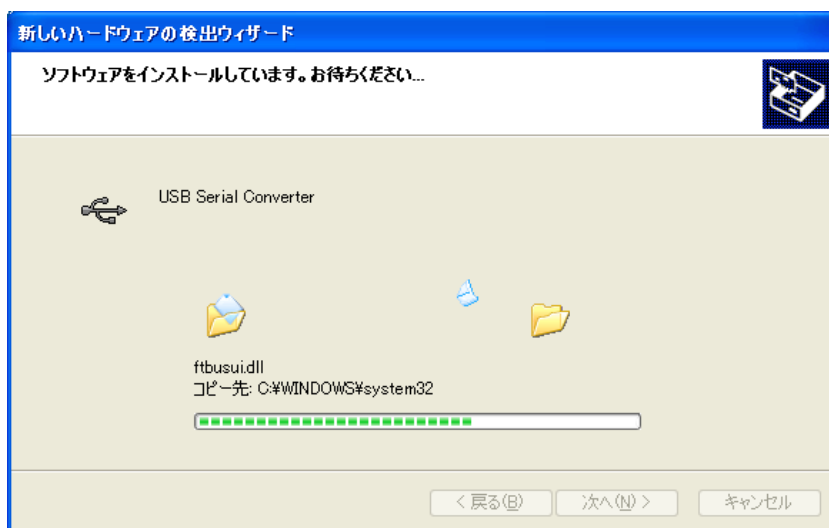 新しいハードウェアの検出ウィザード
ソフトウェアをインストールしています。お待ちください...
USB Serial Converter
ftbusui.dll
コピー先: C:¥WINDOWS¥system32
< 戻る(B)
次へ(N) >
キャンセル